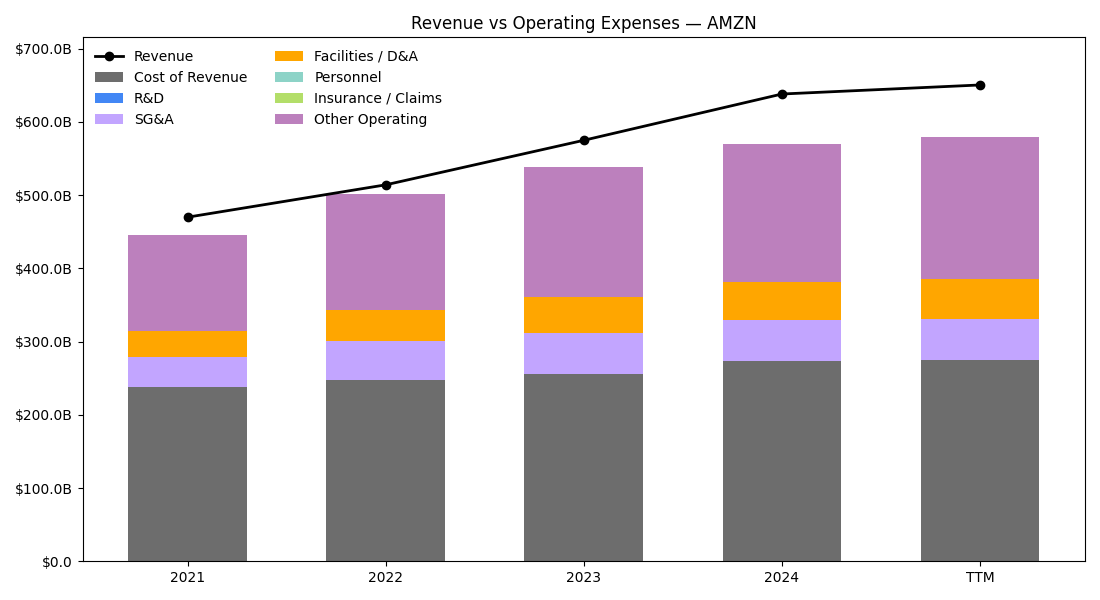 Revenue vs Operating Expenses — AMZN
$700.0B
$600.0B
$500.0B
$400.0B
$300.0B
$200.0B
$100.0B
$0.0
Revenue
Cost of Revenue
R&D
SG&A
Facilities / D&A
Personnel
Insurance / Claims
Other Operating
2021
2022
2023
2024
TTM